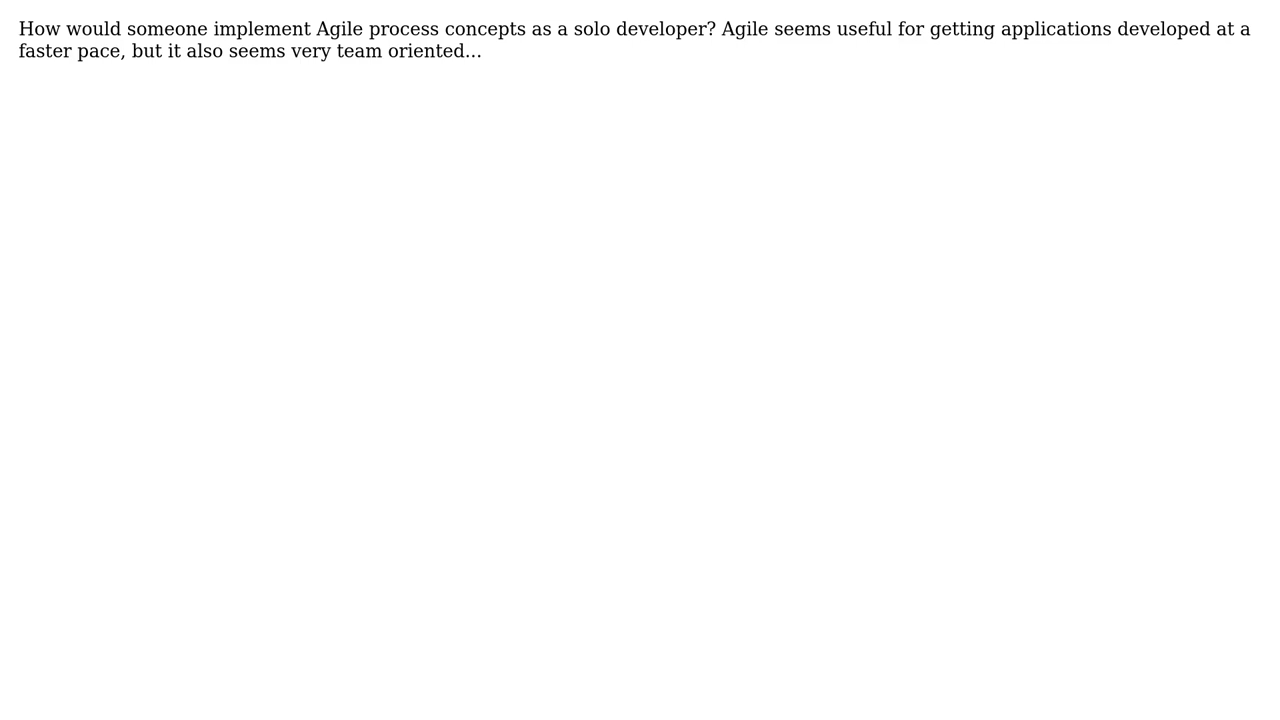 How would someone implement Agile process concepts as a solo developer? Agile seems useful for getting applications developed at a
faster pace, but it also seems very team oriented...